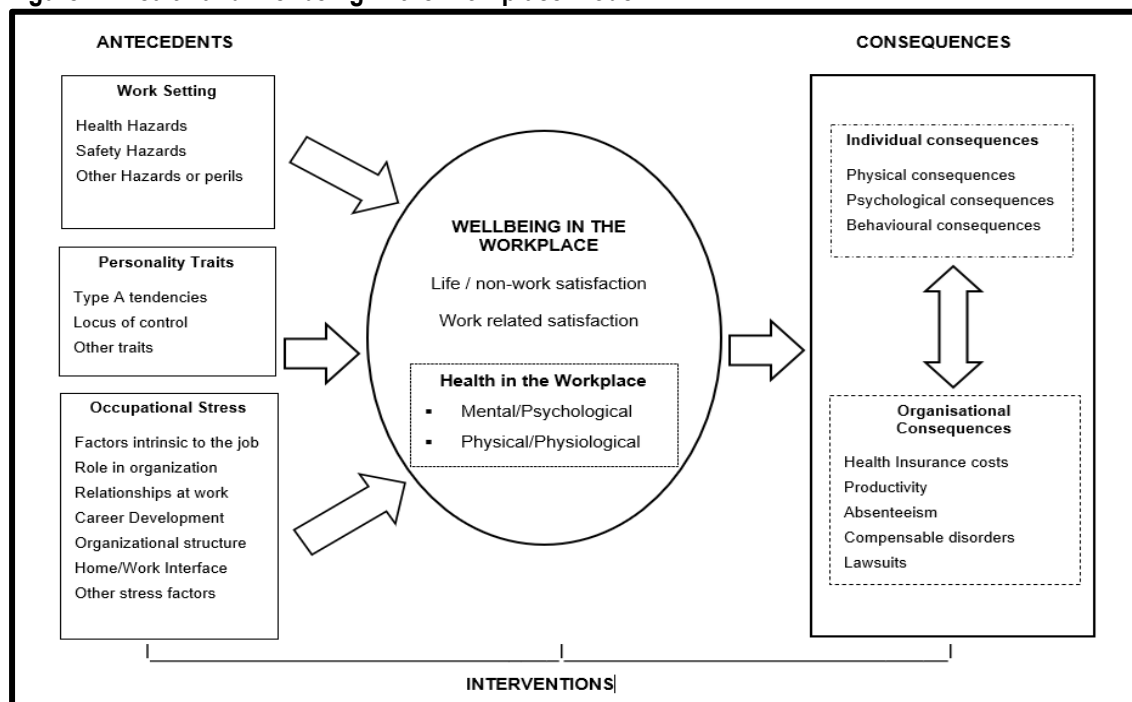 ANTECEDENTS
Work Setting
Health Hazards
Safety Hazards
Other Hazards or perils
Personality Traits
Type A tendencies
Locus of control
Other traits
Occupational Stress
Factors intrinsic to the job
Role in organization
Relationships at work
Career Development
Organizational structure
Home/Work Interface
Other stress factors
WELLBEING IN THE
WORKPLACE
Life / non-work satisfaction
Work related satisfaction
Health in the Workplace
▪ Mental/Psychological
▪ Physical/Physiological
CONSEQUENCES
Individual consequences
Physical consequences
Psychological consequences
Behavioural consequences
Organisational
Consequences
Health Insurance costs
Productivity
Absenteeism
Compensable disorders
Lawsuits
INTERVENTIONS